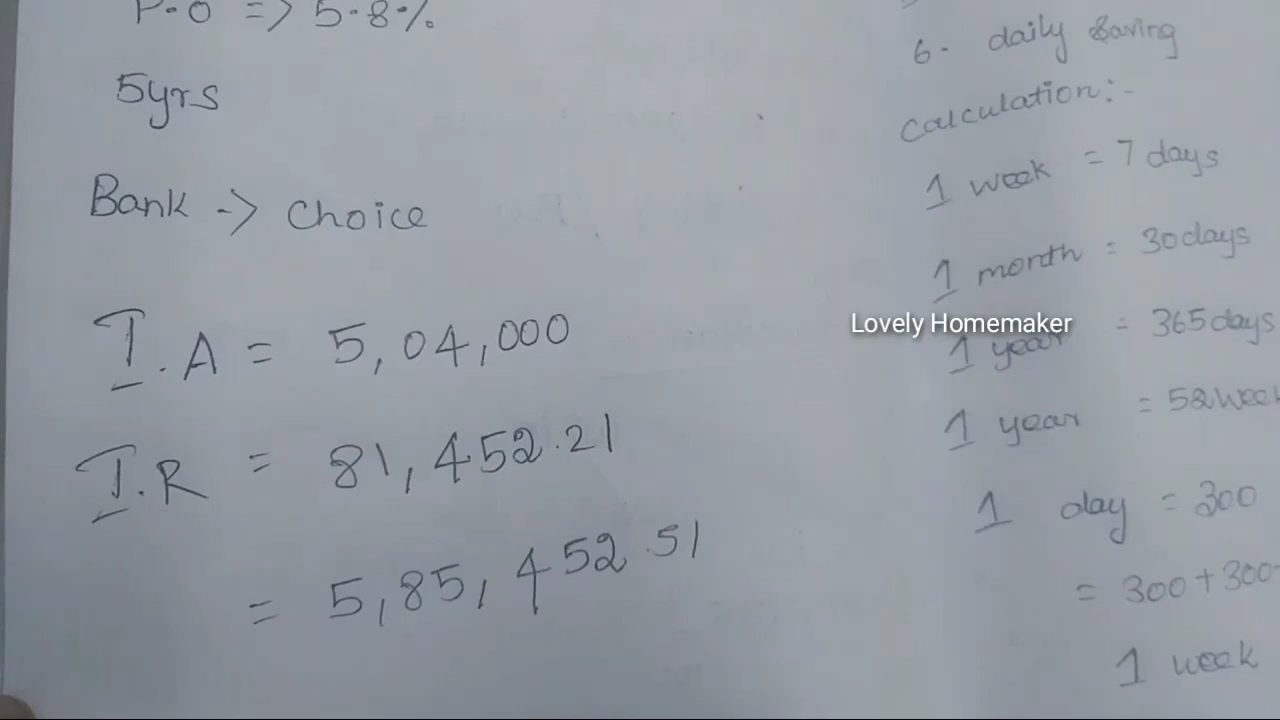 P.O => 5.8%
5yrs
Bank -> Choice
I.A = 5,04,000
I.R = 81,452.21
= 5,85,452.51
6. daily saving
Calculation:-
1 week = 7 days
1 month = 30days
Lovely Homemaker
1 year = 365days
1 year = 52week
1 day = 300
= 300+300
1 week